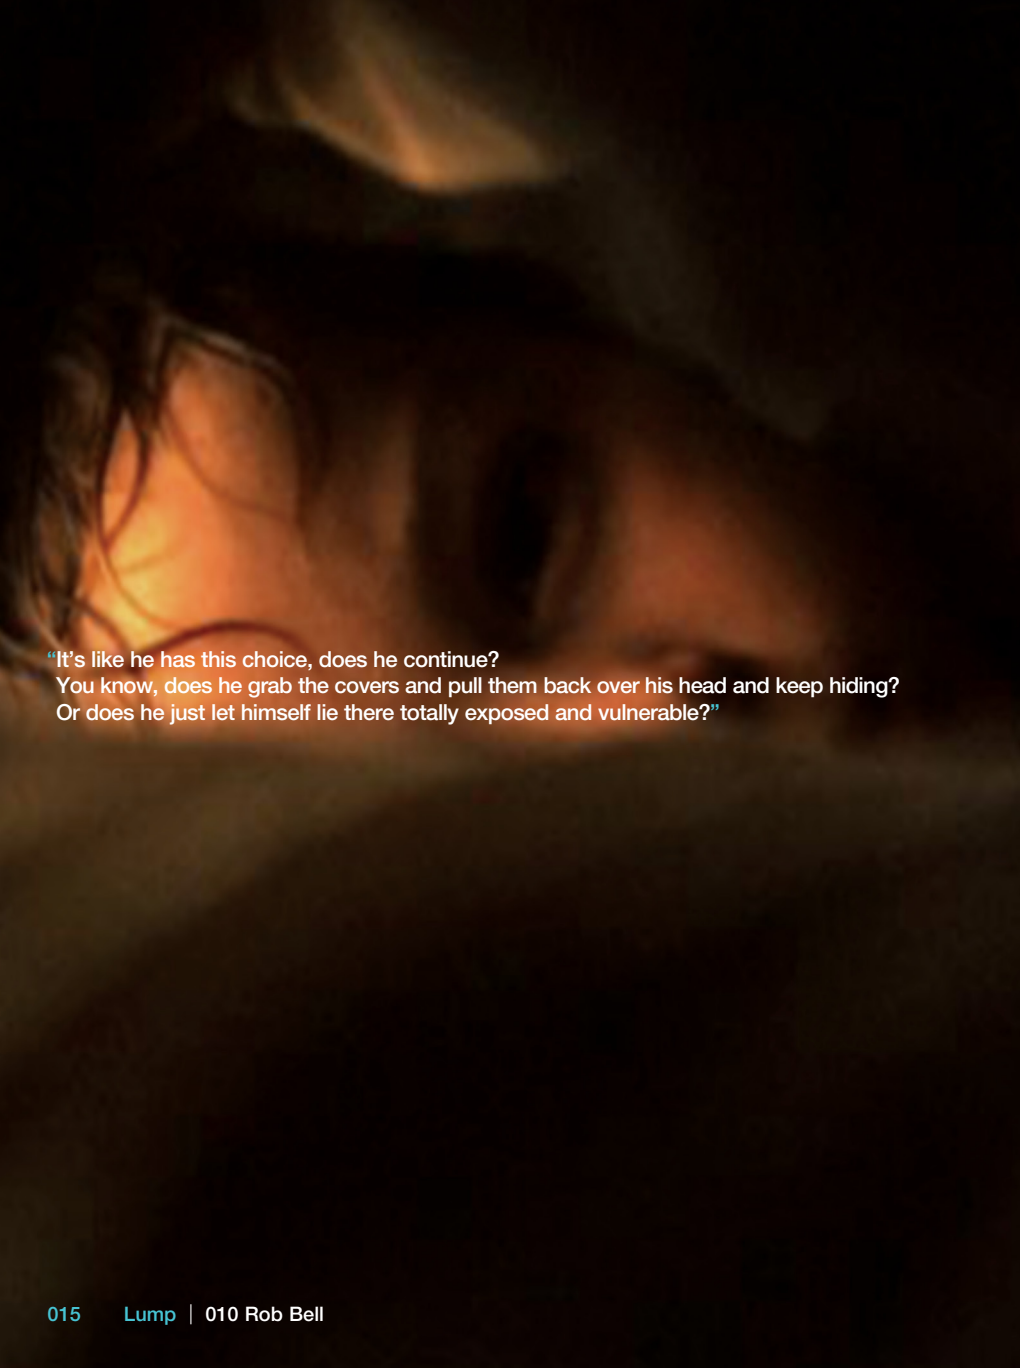 “It’s like he has this choice, does he continue?
You know, does he grab the covers and pull them back over his head and keep hiding?
Or does he just let himself lie there totally exposed and vulnerable?”
015 Lump | 010 Rob Bell